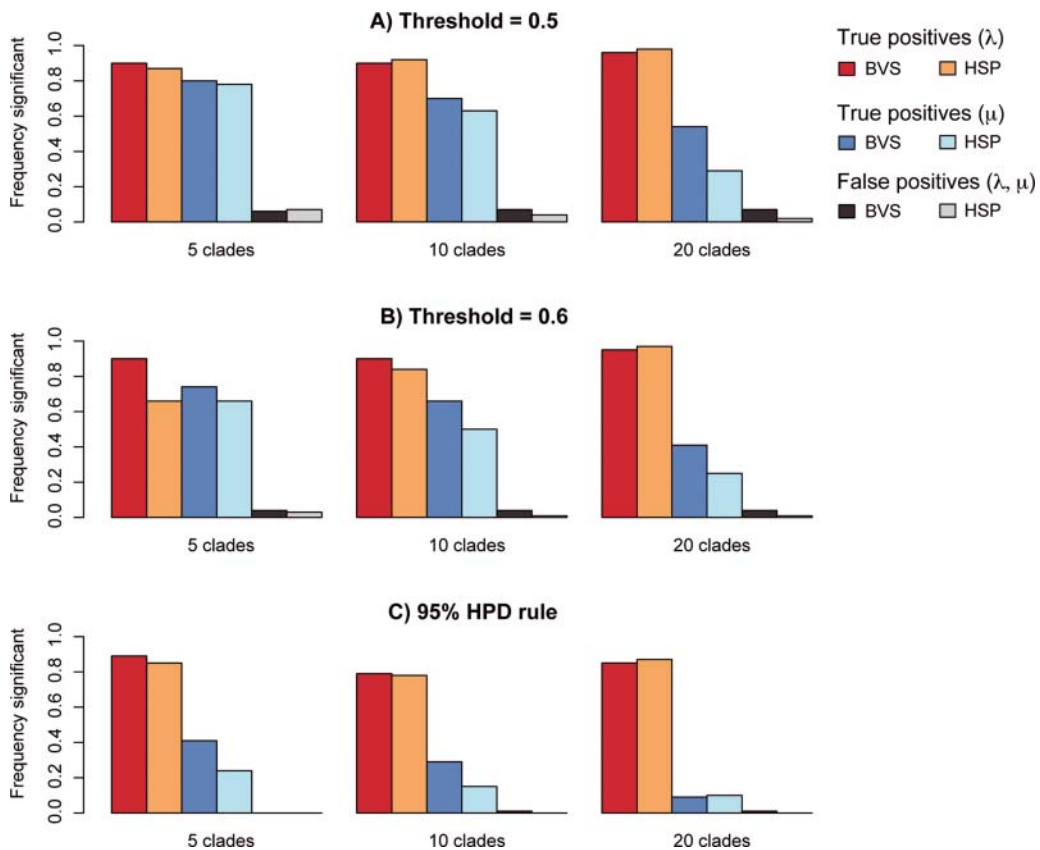 A) Threshold = 0.5
Frequency significant
0.0 0.2 0.4 0.6 0.8 1.0
5 clades
10 clades
20 clades
True positives (λ)
BVS HSP
True positives (μ)
BVS HSP
False positives (λ, μ)
BVS HSP
B) Threshold = 0.6
Frequency significant
0.0 0.2 0.4 0.6 0.8 1.0
5 clades
10 clades
20 clades
C) 95% HPD rule
Frequency significant
0.0 0.2 0.4 0.6 0.8 1.0
5 clades
10 clades
20 clades